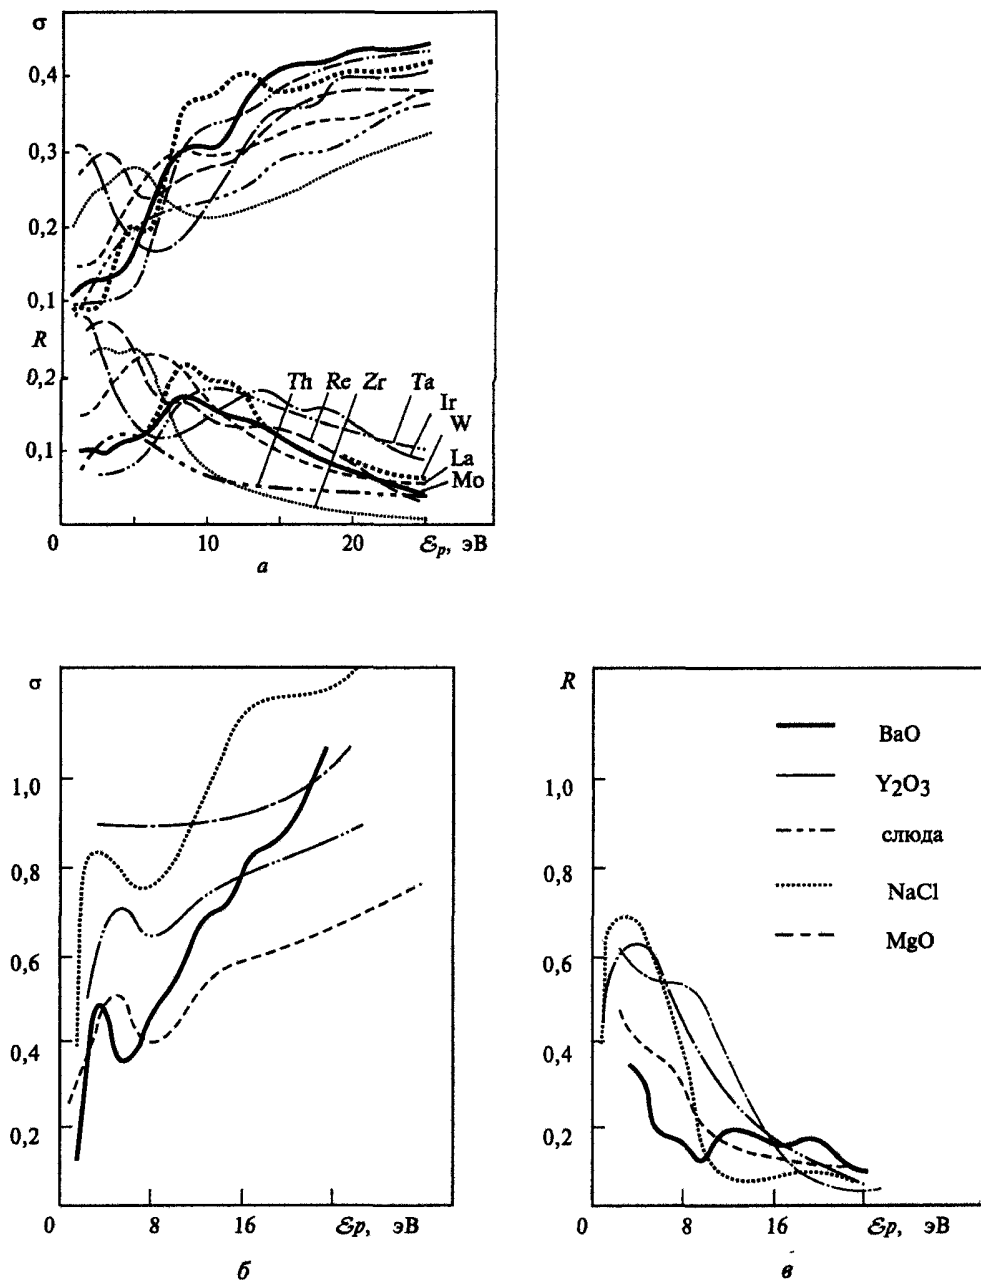 σ
0,4
0,3
0,2
0,1
R
0,2
Th Re Zr Ta
Ir
W
0,1
La
Mo
0 10 20 ℰp, эВ
а
σ
1,0
0,8
0,6
0,4
0,2
0 8 16 ℰp, эВ
б
R
BaO
1,0
Y2O3
слюда
0,8
NaCl
MgO
0,6
0,4
0,2
0 8 16 ℰp, эВ
в